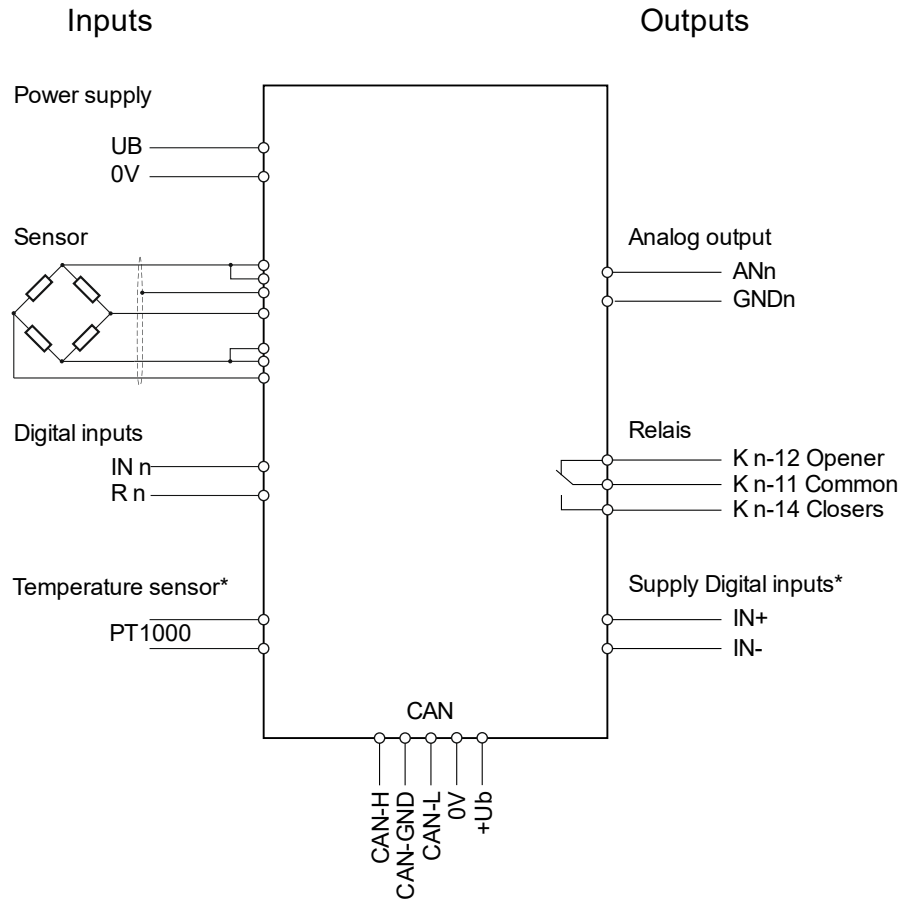 Inputs
Outputs
Power supply
UB
0V
Sensor
Analog output
ANn
GNDn
Digital inputs
IN n
R n
Relais
K n-12 Opener
K n-11 Common
K n-14 Closers
Temperature sensor*
PT1000
Supply Digital inputs*
IN+
IN-
CAN
CAN-H
CAN-GND
CAN-L
0V
+Ub